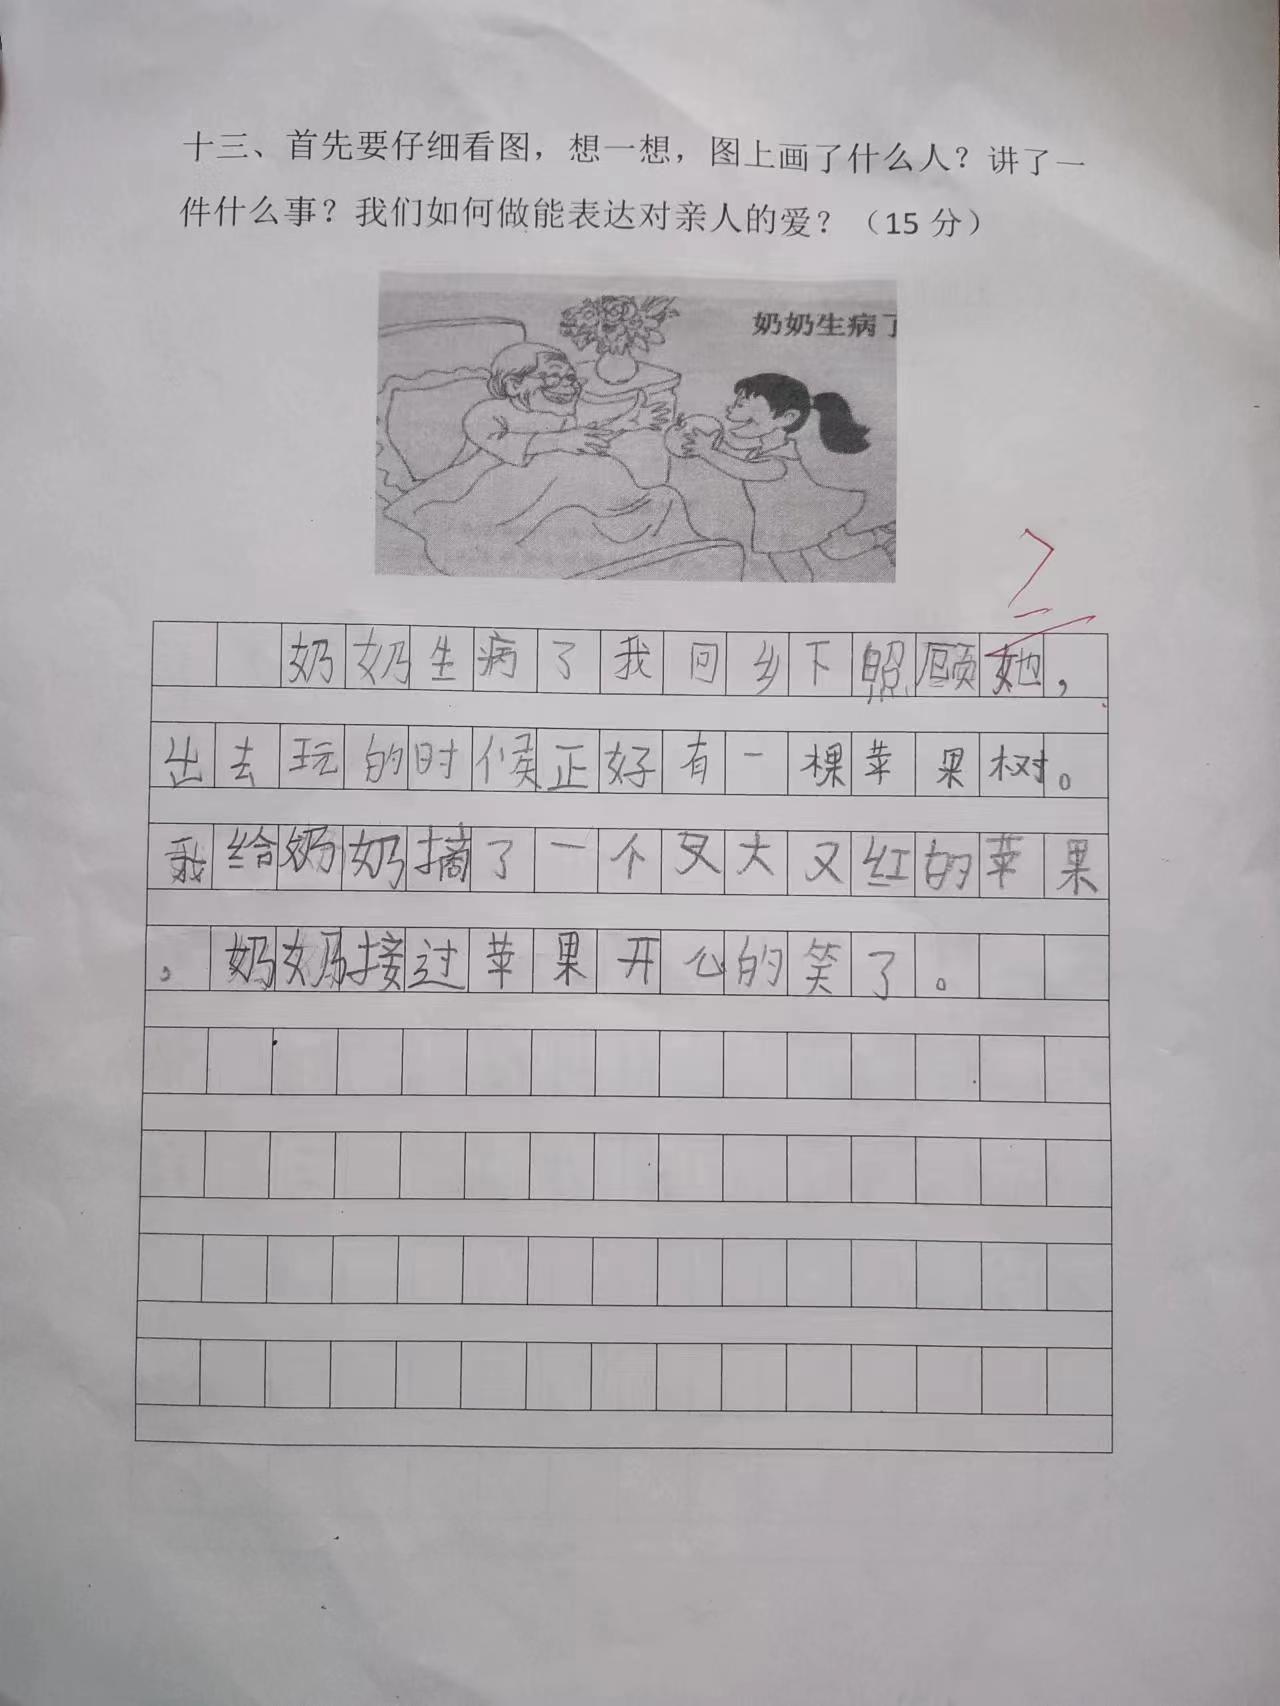 十三、首先要仔细看图，想一想，图上画了什么人？讲了一
件什么事？我们如何做能表达对亲人的爱？（15 分）
奶奶生病了
奶奶生病了我回乡下照顾她，
出去玩的时候正好有一棵苹果树。
我给奶奶摘了一个又大又红的苹果
。奶奶接过苹果开心的笑了。